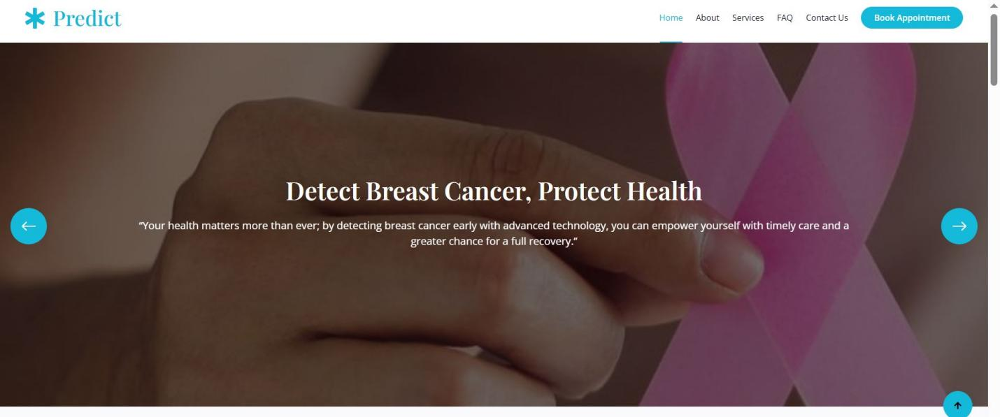 Predict
Home About Services FAQ Contact Us Book Appointment
Detect Breast Cancer, Protect Health
“Your health matters more than ever; by detecting breast cancer early with advanced technology, you can empower yourself with timely care and a
greater chance for a full recovery.”